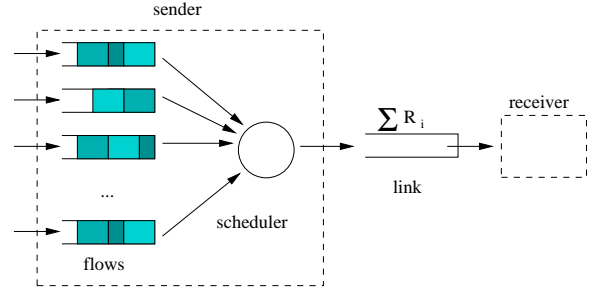 sender
∑ R i
receiver
link
...
scheduler
flows